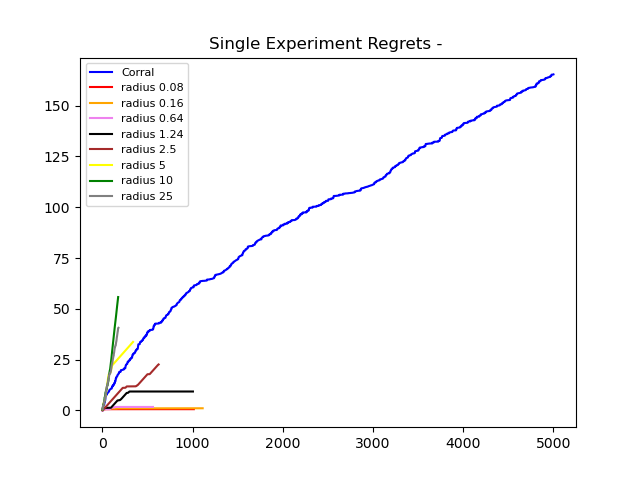 Single Experiment Regrets -
Corral
radius 0.08
radius 0.16
radius 0.64
radius 1.24
radius 2.5
radius 5
radius 10
radius 25
150
125
100
75
50
25
0
0 1000 2000 3000 4000 5000